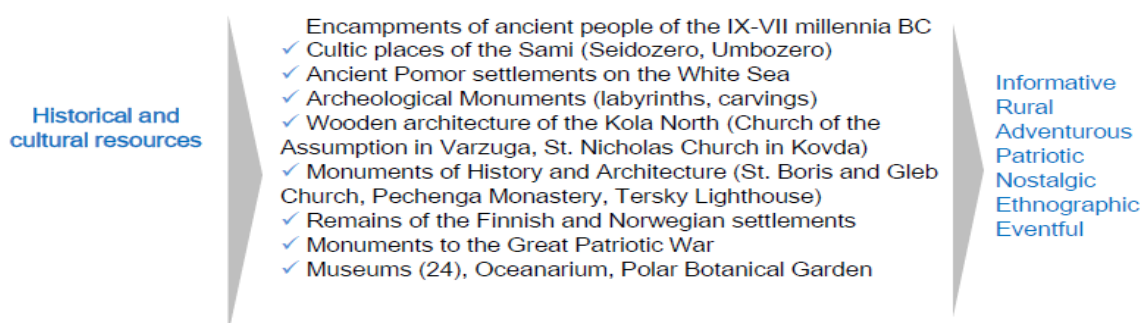 Historical and
cultural resources
Encampments of ancient people of the IX-VII millennia BC
✓ Cultic places of the Sami (Seidozero, Umbozero)
✓ Ancient Pomor settlements on the White Sea
✓ Archeological Monuments (labyrinths, carvings)
✓ Wooden architecture of the Kola North (Church of the
Assumption in Varzuga, St. Nicholas Church in Kovda)
✓ Monuments of History and Architecture (St. Boris and Gleb
Church, Pechenga Monastery, Tersky Lighthouse)
✓ Remains of the Finnish and Norwegian settlements
✓ Monuments to the Great Patriotic War
✓ Museums (24), Oceanarium, Polar Botanical Garden
Informative
Rural
Adventurous
Patriotic
Nostalgic
Ethnographic
Eventful